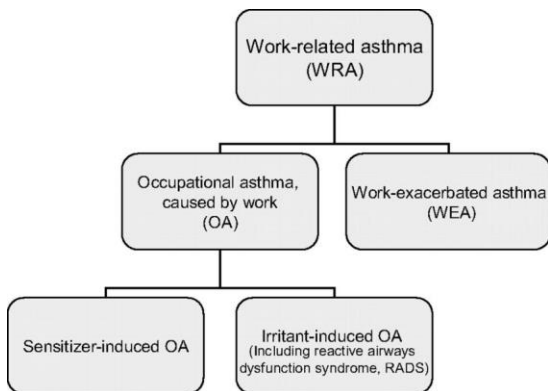 Work-related asthma
(WRA)
Occupational asthma,
caused by work
(OA)
Work-exacerbated asthma
(WEA)
Sensitizer-induced OA
Irritant-induced OA
(Including reactive airways
dysfunction syndrome, RADS)